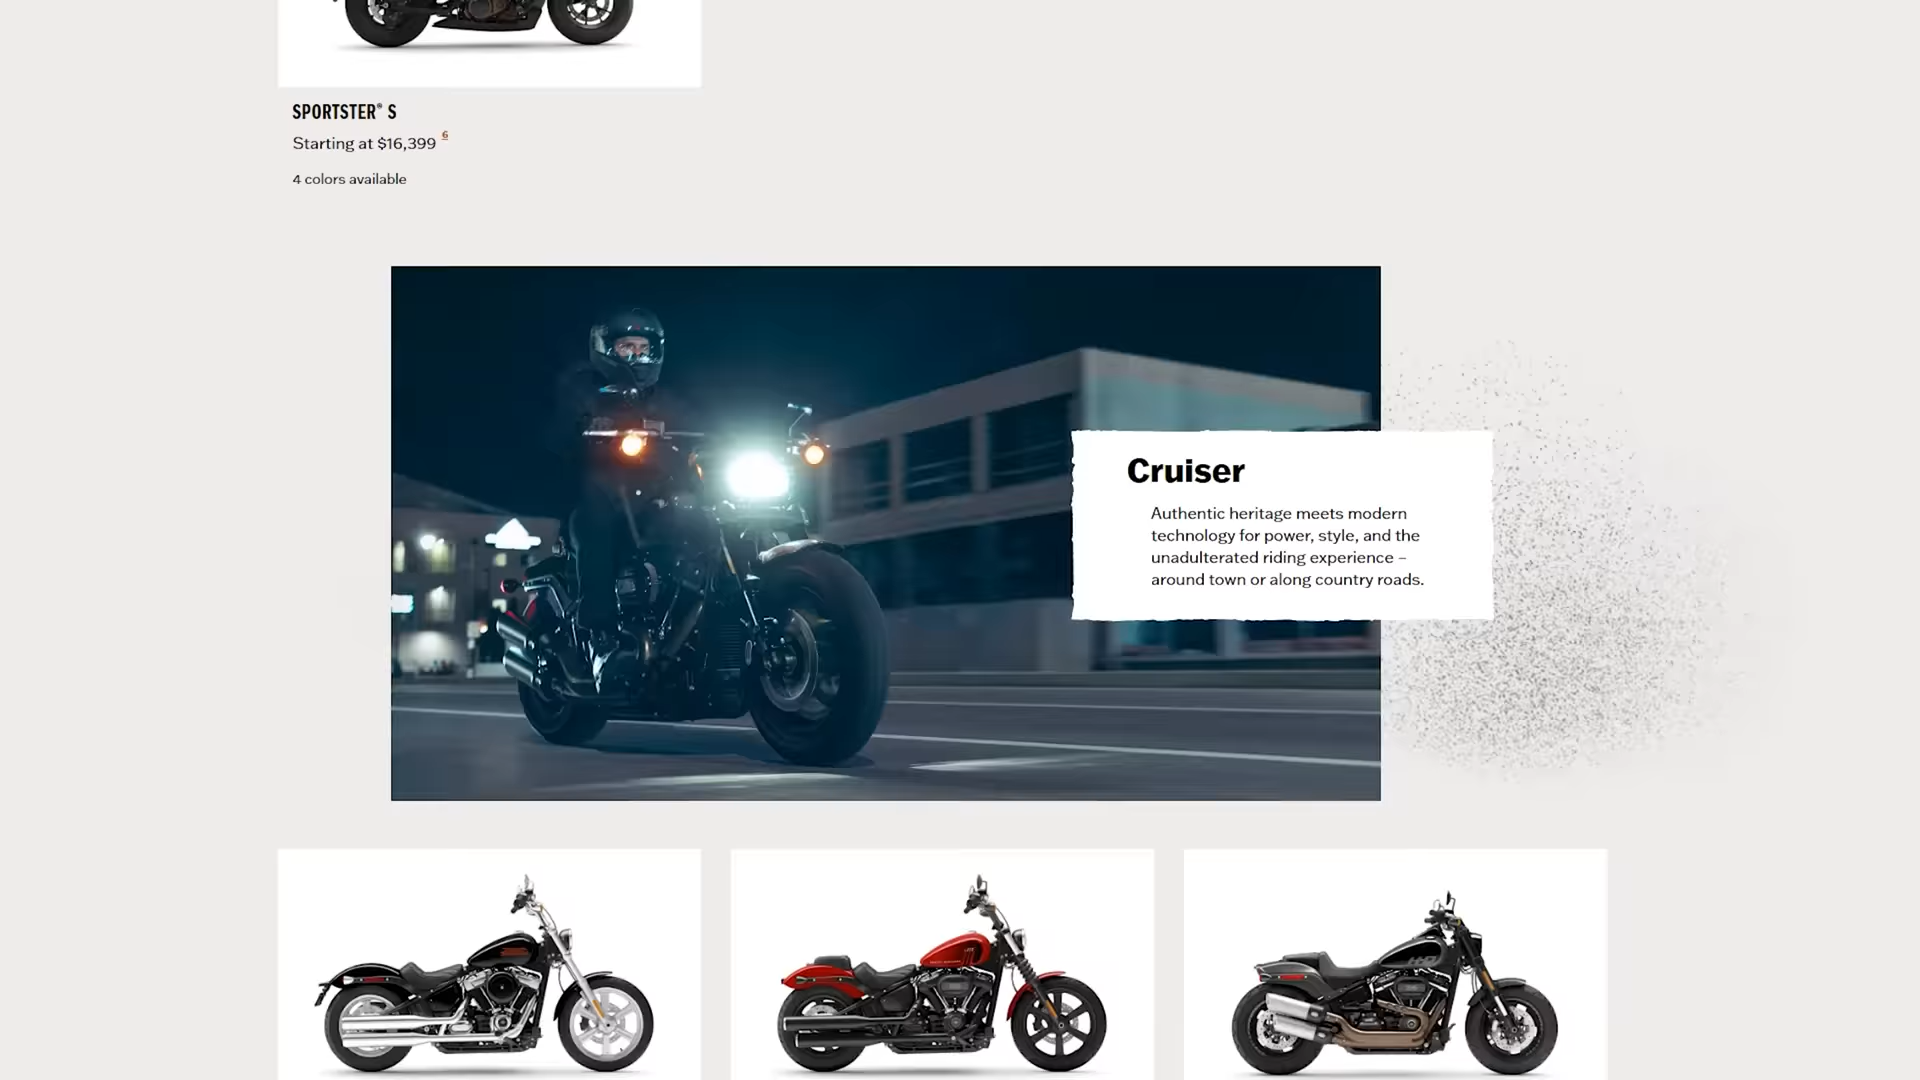 SPORTSTER® S
Starting at $16,399 6
4 colors available
Cruiser
Authentic heritage meets modern
technology for power, style, and the
unadulterated riding experience –
around town or along country roads.